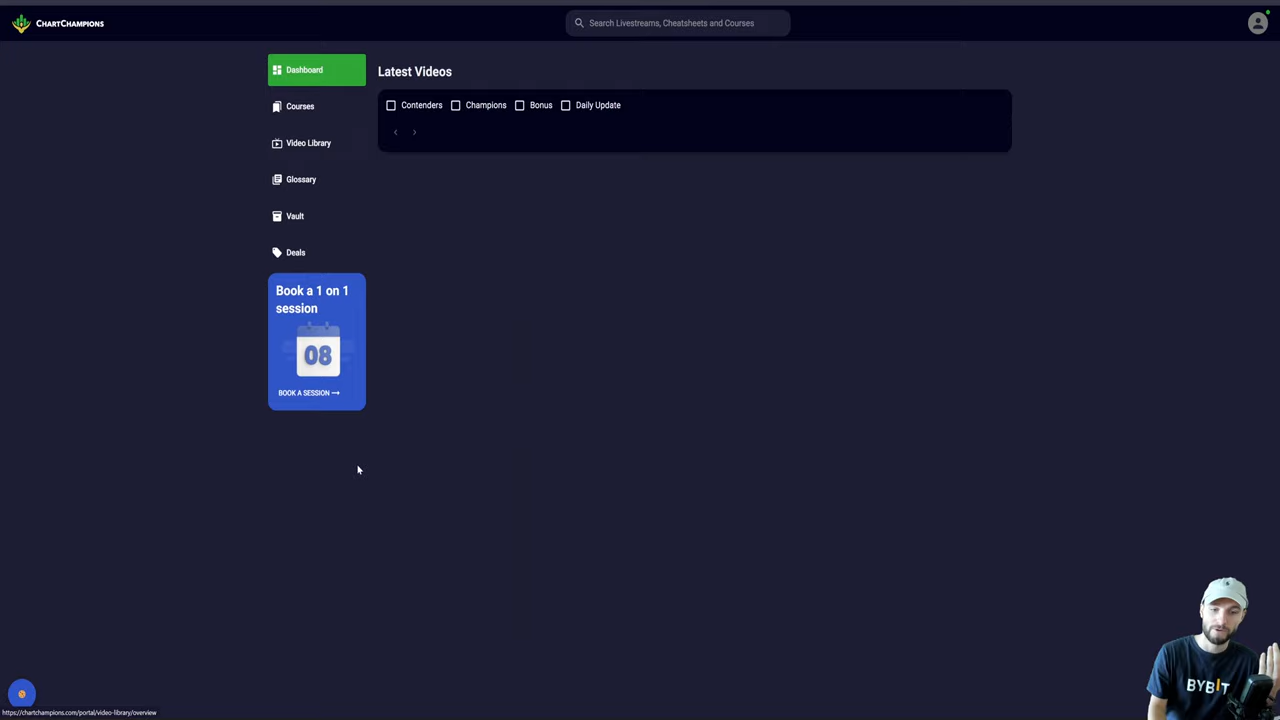 ChartChampions
Search Livestreams, Cheatsheets and Courses
Dashboard
Courses
Video Library
Glossary
Vault
Deals
Book a 1 on 1
session
08
BOOK A SESSION
Latest Videos
Contenders Champions Bonus Daily Update
https://chartchampions.com/portal/video-library/overview
BYBIT